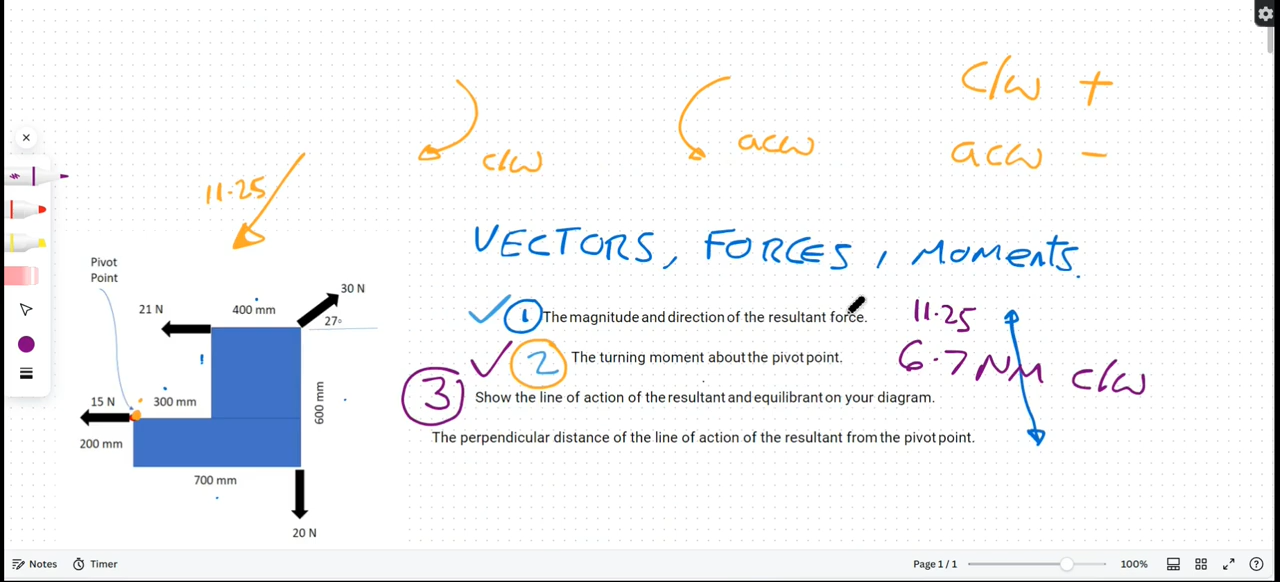 c/w +
acw -
c/w
acw
11.25
VECTORS, FORCES, MOMENTS.
Pivot
Point
21 N
400 mm
30 N
27°
15 N
300 mm
600 mm
200 mm
700 mm
20 N
1 The magnitude and direction of the resultant force.
11.25
2 The turning moment about the pivot point.
6.7 NM c/w
3 Show the line of action of the resultant and equilibrant on your diagram.
The perpendicular distance of the line of action of the resultant from the pivot point.
Notes
Timer
Page 1 / 1
100%